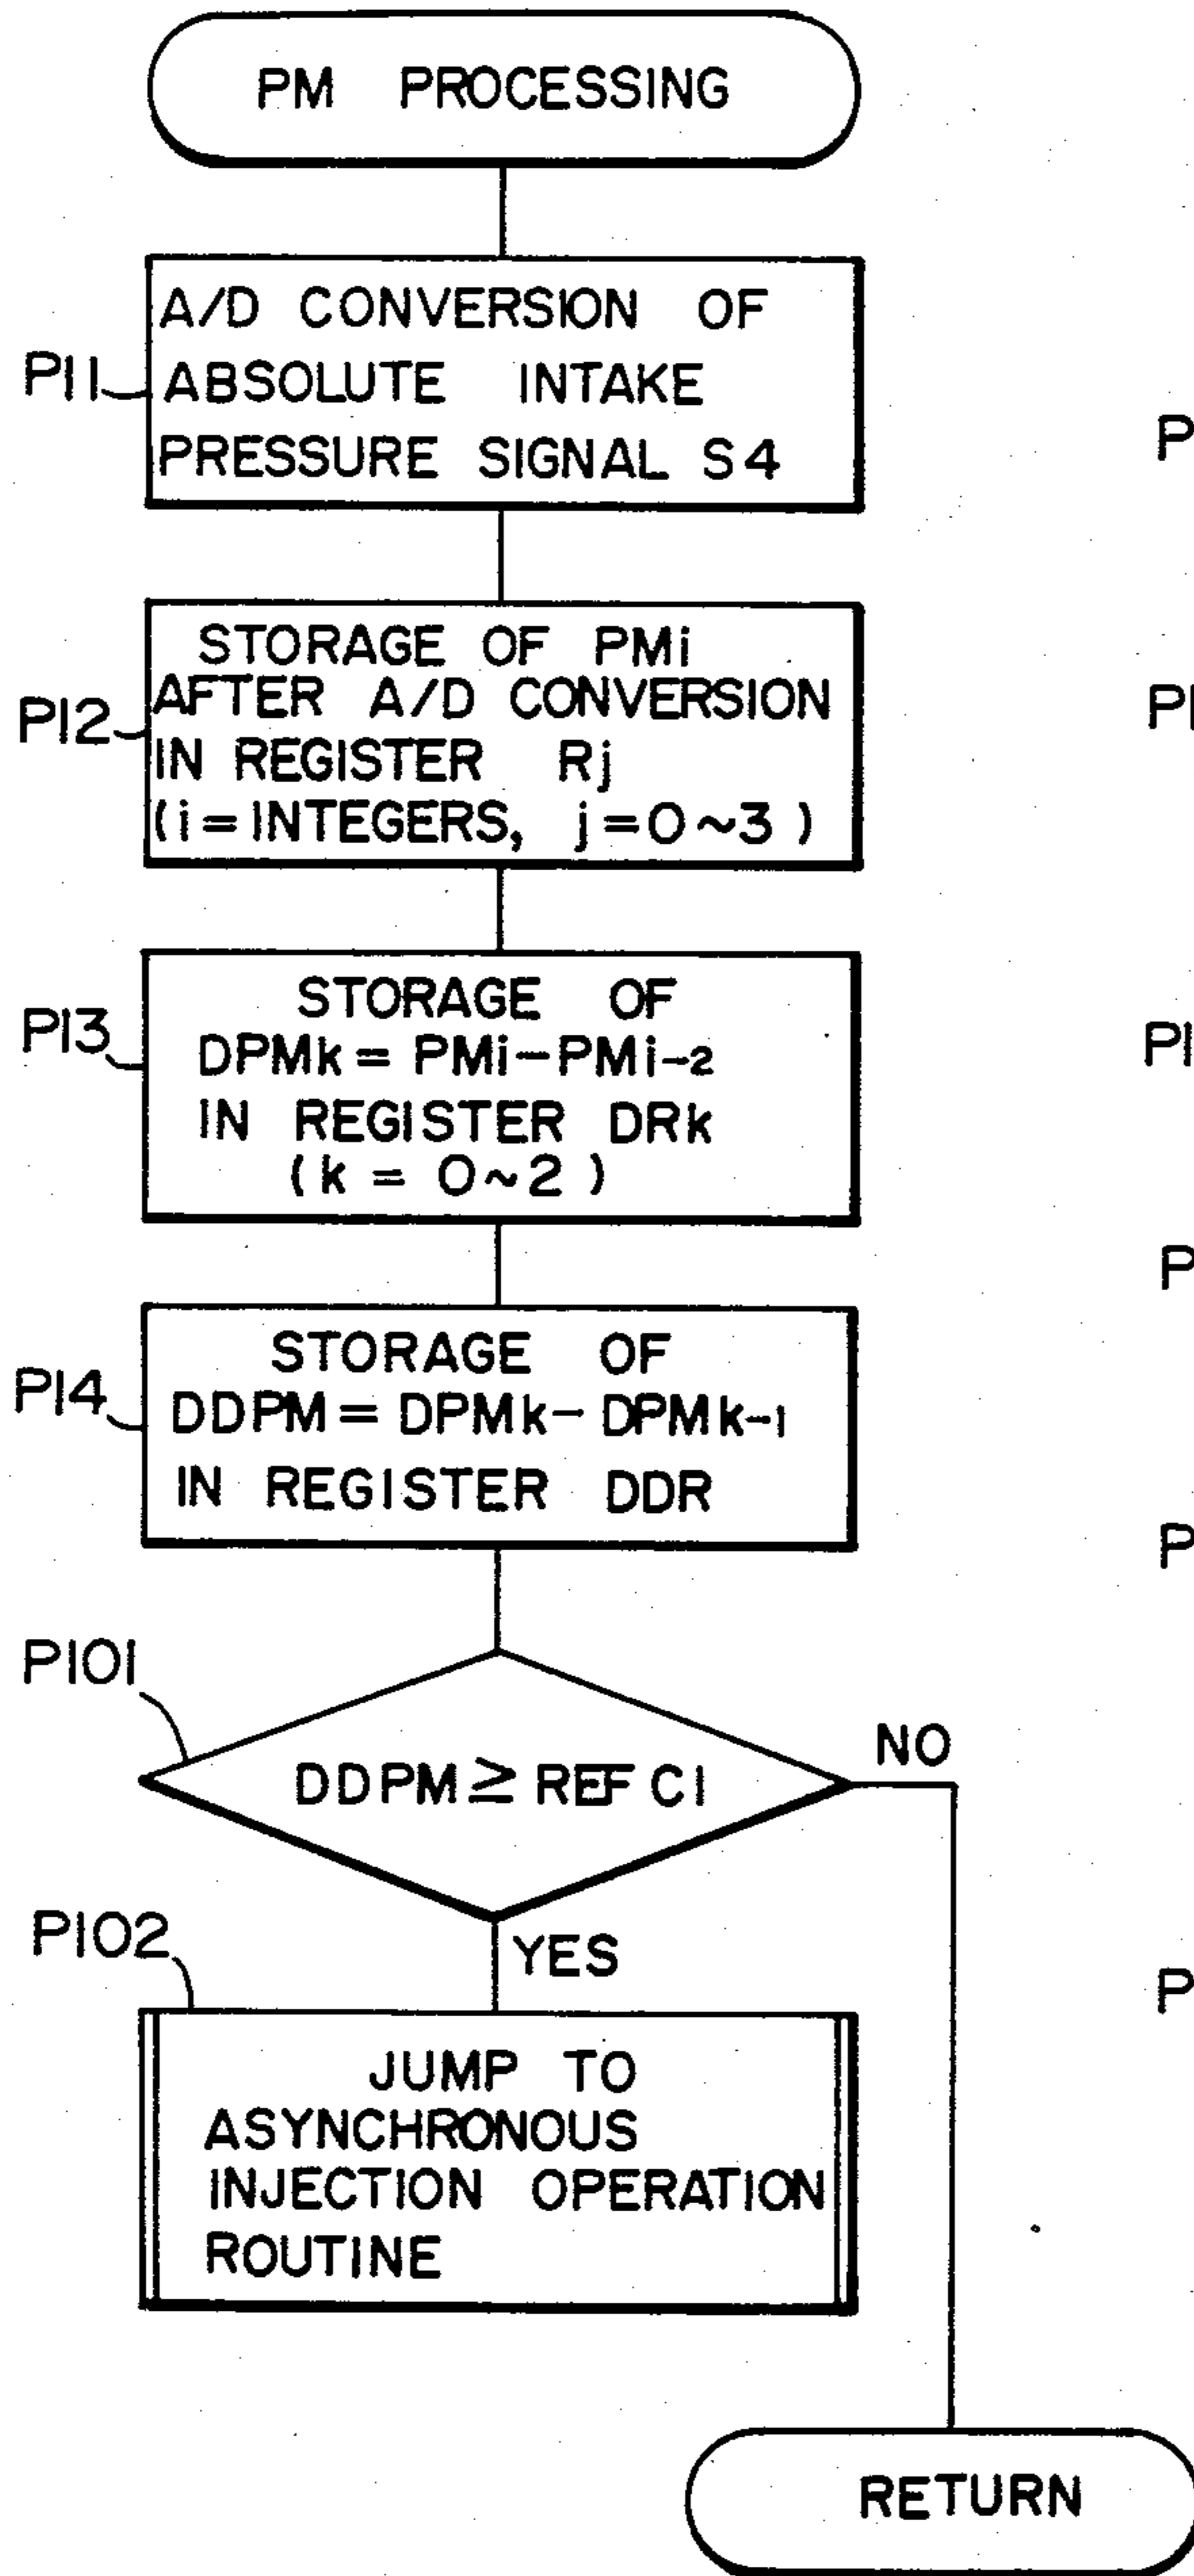 PM PROCESSING
P11
A/D CONVERSION OF
ABSOLUTE INTAKE
PRESSURE SIGNAL S4
P12
STORAGE OF PMi
AFTER A/D CONVERSION
IN REGISTER Rj
(i=INTEGERS, j=0~3)
P13
STORAGE OF
DPMk = PMi-PMi-2
IN REGISTER DRk
(k = 0~2)
P14
STORAGE OF
DDPM = DPMk- DPMk-1
IN REGISTER DDR
P101
DDPM ≧ REF C1
NO
YES
P102
JUMP TO
ASYNCHRONOUS
INJECTION OPERATION
ROUTINE
RETURN
P
P1
P1
P
P
P